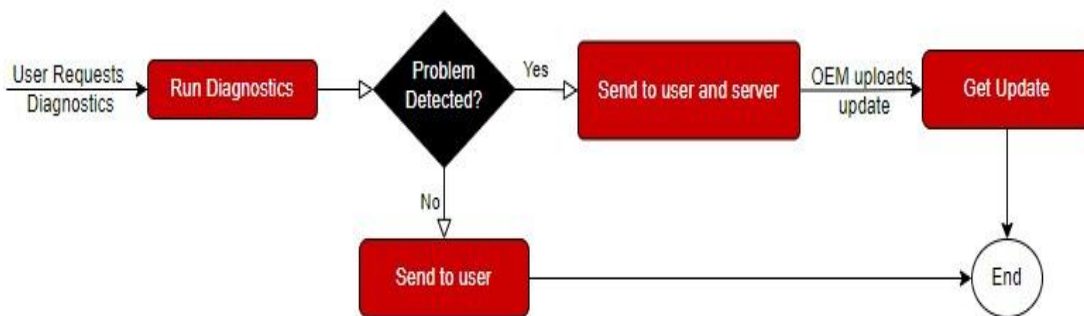 User Requests
Diagnostics
Run Diagnostics
Problem
Detected?
Yes
Send to user and server
OEM uploads
update
Get Update
No
Send to user
End